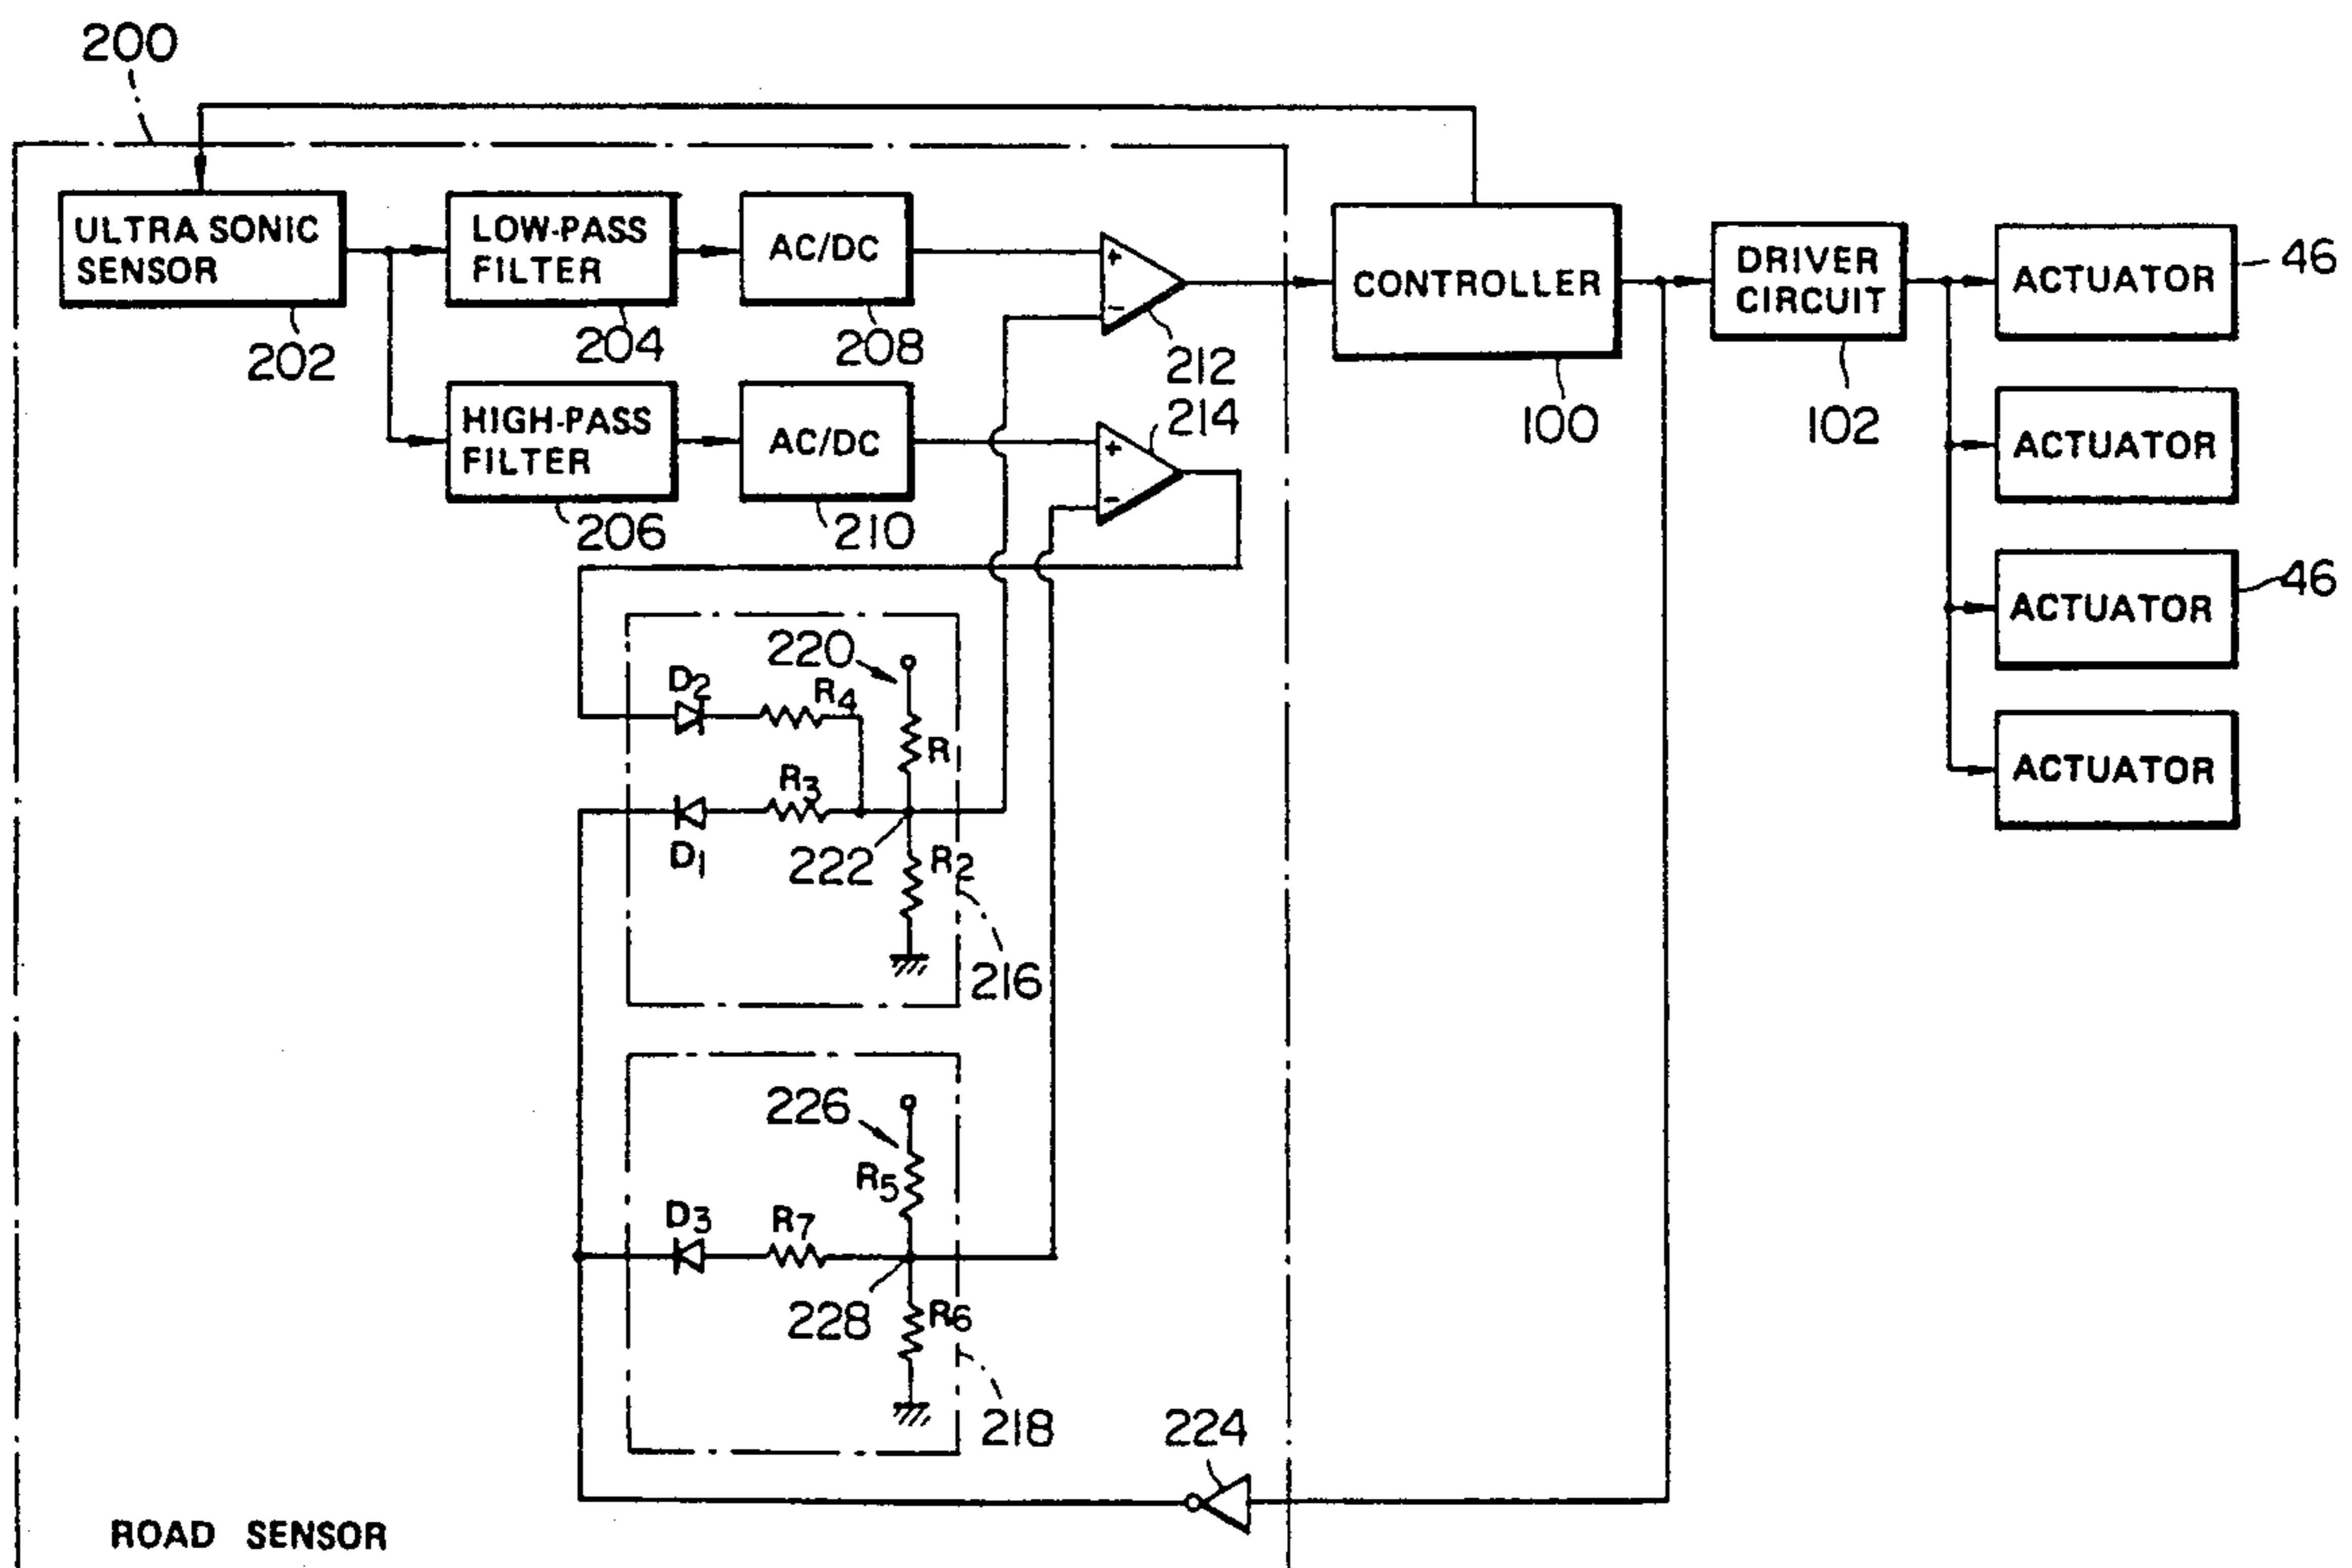 200
ULTRA SONIC
SENSOR
202
LOW-PASS
FILTER
204
AC/DC
208
+
-
212
CONTROLLER
100
DRIVER
CIRCUIT
102
ACTUATOR
46
HIGH-PASS
FILTER
206
AC/DC
210
+
-
214
ACTUATOR
ACTUATOR
46
ACTUATOR
220
D2
R4
R
R3
D1
222
R2
216
226
R5
D3
R7
228
R6
218
224
ROAD SENSOR